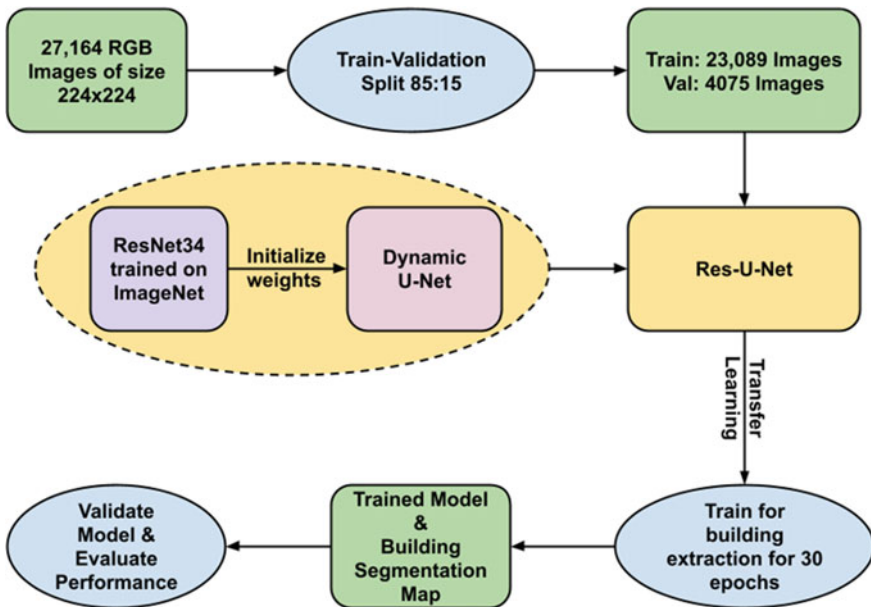 27,164 RGB
Images of size
224x224
Train-Validation
Split 85:15
Train: 23,089 Images
Val: 4075 Images
ResNet34
trained on
ImageNet
Initialize
weights
Dynamic
U-Net
Res-U-Net
Transfer
Learning
Train for
building
extraction for 30
epochs
Trained Model
&
Building
Segmentation
Map
Validate
Model &
Evaluate
Performance